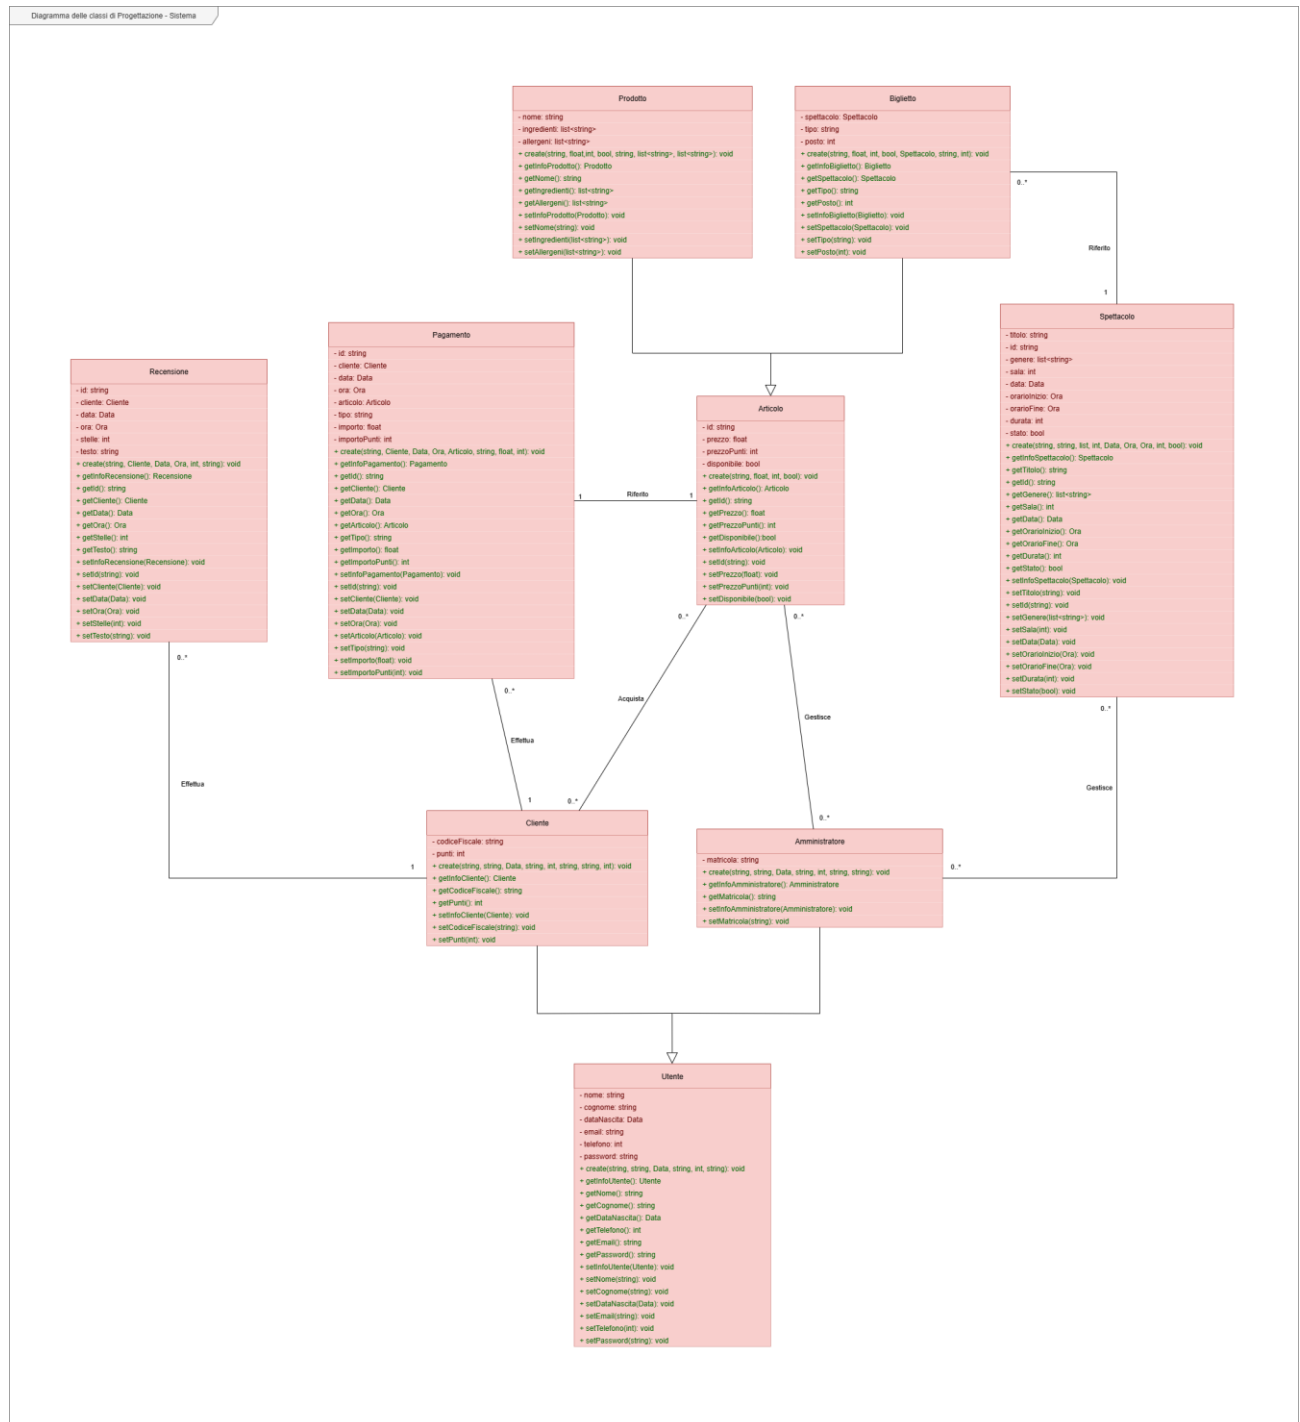 Diagramma delle classi di Progettazione - Sistema
Prodotto
- nome: string
- ingredienti: list<string>
- allergeni: list<string>
+ create(string, float,int, bool, string, list<string>, list<string>): void
+ getInfoProdotto(): Prodotto
+ getNome(): string
+ getIngredienti(): list<string>
+ getAllergeni(): list<string>
+ setInfoProdotto(Prodotto): void
+ setNome(string): void
+ setIngredienti(list<string>): void
+ setAllergeni(list<string>): void
Biglietto
- spettacolo: Spettacolo
- tipo: string
- posto: int
+ create(string, float, int, bool, Spettacolo, string, int): void
+ getInfoBiglietto(): Biglietto
+ getSpettacolo(): Spettacolo
+ getTipo(): string
+ getPosto(): int
+ setInfoBiglietto(Biglietto): void
+ setSpettacolo(Spettacolo): void
+ setTipo(string): void
+ setPosto(int): void
0..*
Riferito
1
Spettacolo
- titolo: string
- id: string
- genere: list<string>
- sala: int
- data: Data
- orarioInizio: Ora
- orarioFine: Ora
- durata: int
- stato: bool
+ create(string, string, list, int, Data, Ora, Ora, int, bool): void
+ getInfoSpettacolo(): Spettacolo
+ getTitolo(): string
+ getId(): string
+ getGenere(): list<string>
+ getSala(): int
+ getData(): Data
+ getOrarioInizio(): Ora
+ getOrarioFine(): Ora
+ getDurata(): int
+ getStato(): bool
+ setInfoSpettacolo(Spettacolo): void
+ setTitolo(string): void
+ setId(string): void
+ setGenere(list<string>): void
+ setSala(int): void
+ setData(Data): void
+ setOrarioInizio(Ora): void
+ setOrarioFine(Ora): void
+ setDurata(int): void
+ setStato(bool): void
Pagamento
- id: string
- cliente: Cliente
- data: Data
- ora: Ora
- articolo: Articolo
- tipo: string
- importo: float
- importoPunti: int
+ create(string, Cliente, Data, Ora, Articolo, string, float, int): void
+ getInfoPagamento(): Pagamento
+ getId(): string
+ getCliente(): Cliente
+ getData(): Data
+ getOra(): Ora
+ getArticolo(): Articolo
+ getTipo(): string
+ getImporto(): float
+ getImportoPunti(): int
+ setInfoPagamento(Pagamento): void
+ setId(string): void
+ setCliente(Cliente): void
+ setData(Data): void
+ setOra(Ora): void
+ setArticolo(Articolo): void
+ setTipo(string): void
+ setImporto(float): void
+ setImportoPunti(int): void
Recensione
- id: string
- cliente: Cliente
- data: Data
- ora: Ora
- stelle: int
- testo: string
+ create(string, Cliente, Data, Ora, int, string): void
+ getInfoRecensione(): Recensione
+ getId(): string
+ getCliente(): Cliente
+ getData(): Data
+ getOra(): Ora
+ getStelle(): int
+ getTesto(): string
+ setInfoRecensione(Recensione): void
+ setId(string): void
+ setCliente(Cliente): void
+ setData(Data): void
+ setOra(Ora): void
+ setStelle(int): void
+ setTesto(string): void
Articolo
- id: string
- prezzo: float
- prezzoPunti: int
- disponibile: bool
+ create(string, float, int, bool): void
+ getInfoArticolo(): Articolo
+ getId(): string
+ getPrezzo(): float
+ getPrezzoPunti(): int
+ getDisponibile():bool
+ setInfoArticolo(Articolo): void
+ setId(string): void
+ setPrezzo(float): void
+ setPrezzoPunti(int): void
+ setDisponibile(bool): void
1
Riferito
1
0..*
0..*
0..*
0..*
0..*
Acquista
Gestisce
Effettua
Effettua
Gestisce
1
0..*
0..*
1
0..*
Cliente
- codiceFiscale: string
- punti: int
+ create(string, string, Data, string, int, string, string, int): void
+ getInfoCliente(): Cliente
+ getCodiceFiscale(): string
+ getPunti(): int
+ setInfoCliente(Cliente): void
+ setCodiceFiscale(string): void
+ setPunti(int): void
Amministratore
- matricola: string
+ create(string, string, Data, string, int, string, string): void
+ getInfoAmministratore(): Amministratore
+ getMatricola(): string
+ setInfoAmministratore(Amministratore): void
+ setMatricola(string): void
Utente
- nome: string
- cognome: string
- dataNascita: Data
- email: string
- telefono: int
- password: string
+ create(string, string, Data, string, int, string): void
+ getInfoUtente(): Utente
+ getNome(): string
+ getCognome(): string
+ getDataNascita(): Data
+ getTelefono(): int
+ getEmail(): string
+ getPassword(): string
+ setInfoUtente(Utente): void
+ setNome(string): void
+ setCognome(string): void
+ setDataNascita(Data): void
+ setEmail(string): void
+ setTelefono(int): void
+ setPassword(string): void